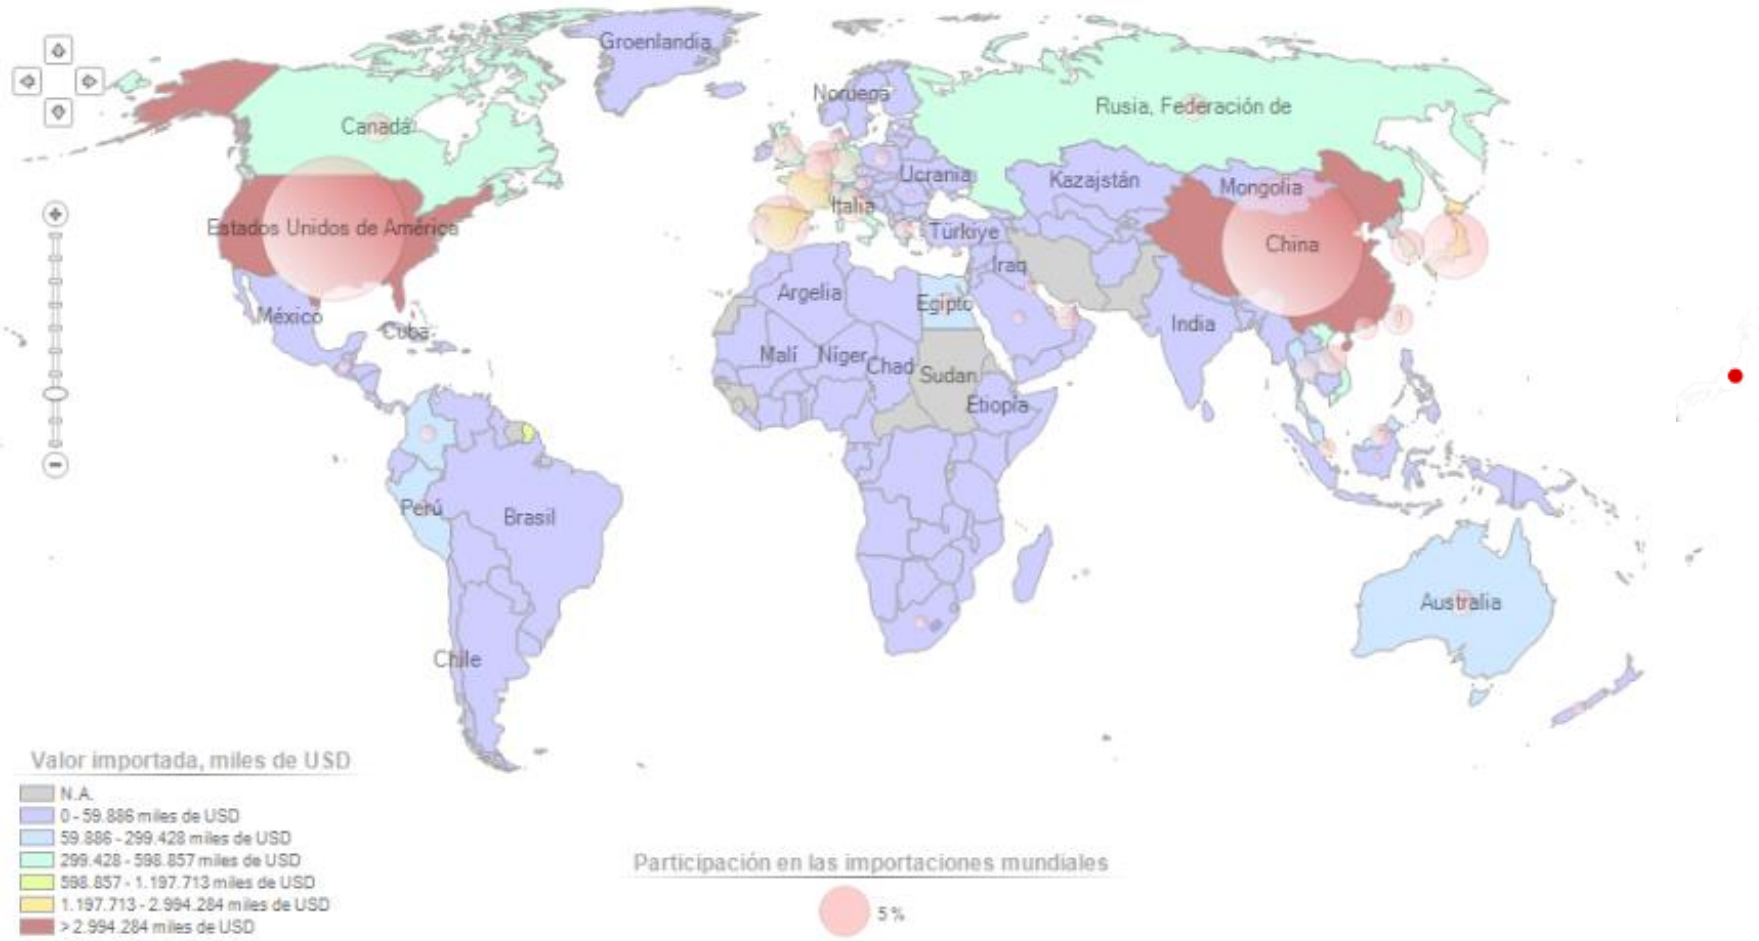 Groenlandia
Noruega
Canadá
Rusia, Federación de
Ucrania
Kazajstán
Mongolia
Italia
Estados Unidos de América
Türkiye
China
Iraq
Argelia
Egipto
México
Cuba
India
Malí
Níger
Chad
Sudan
Etiopía
Perú
Brasil
Australia
Chile
Valor importada, miles de USD
N.A.
0 - 59.886 miles de USD
59.886 - 299.428 miles de USD
299.428 - 598.857 miles de USD
598.857 - 1.197.713 miles de USD
1.197.713 - 2.994.284 miles de USD
> 2.994.284 miles de USD
Participación en las importaciones mundiales
5 %